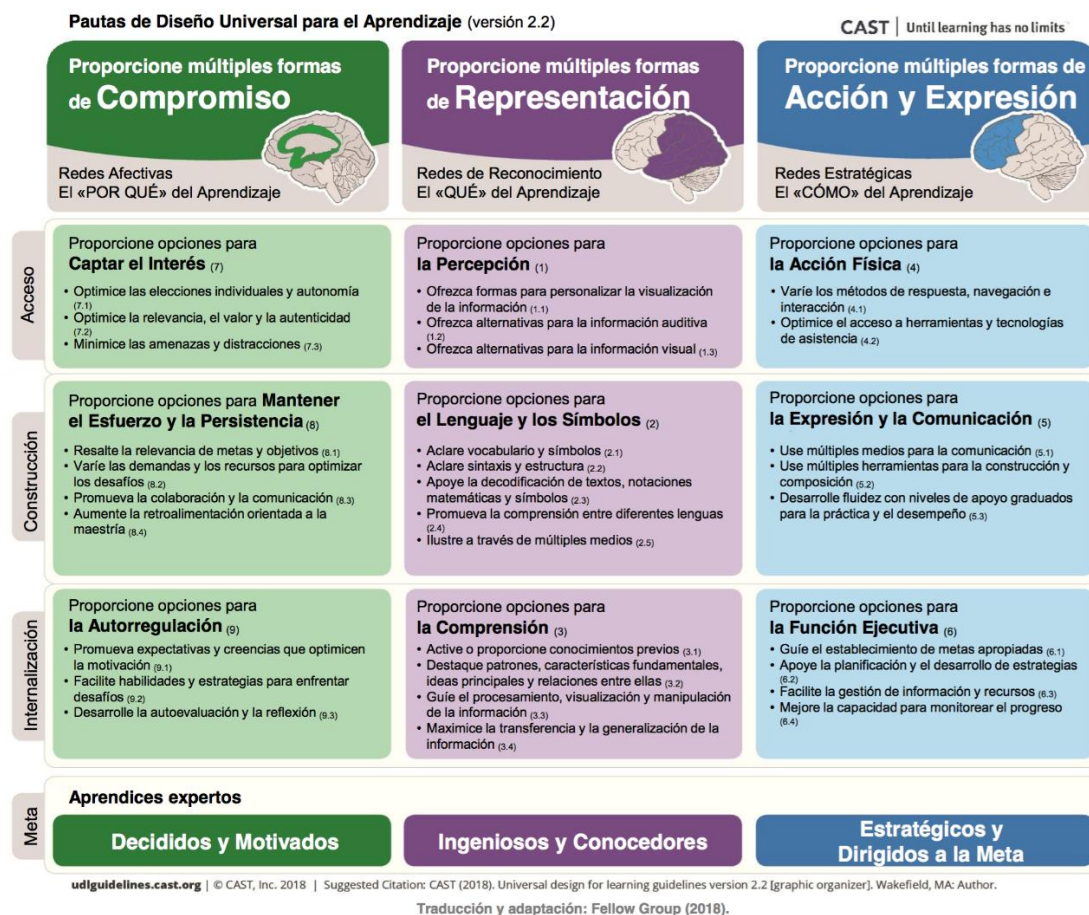 Pautas de Diseño Universal para el Aprendizaje (versión 2.2)
CAST | Until learning has no limits
Proporcione múltiples formas
de Compromiso
Redes Afectivas
El «POR QUÉ» del Aprendizaje
Proporcione múltiples formas
de Representación
Redes de Reconocimiento
El «QUÉ» del Aprendizaje
Proporcione múltiples formas de
Acción y Expresión
Redes Estratégicas
El «CÓMO» del Aprendizaje
Acceso
Proporcione opciones para
Captar el Interés (7)
• Optimice las elecciones individuales y autonomía
(7.1)
• Optimice la relevancia, el valor y la autenticidad
(7.2)
• Minimice las amenazas y distracciones (7.3)
Proporcione opciones para
la Percepción (1)
• Ofrezca formas para personalizar la visualización
de la información (1.1)
• Ofrezca alternativas para la información auditiva
(1.2)
• Ofrezca alternativas para la información visual (1.3)
Proporcione opciones para
la Acción Física (4)
• Varíe los métodos de respuesta, navegación e
interacción (4.1)
• Optimice el acceso a herramientas y tecnologías
de asistencia (4.2)
Construcción
Proporcione opciones para Mantener
el Esfuerzo y la Persistencia (8)
• Resalte la relevancia de metas y objetivos (8.1)
• Varíe las demandas y los recursos para optimizar
los desafíos (8.2)
• Promueva la colaboración y la comunicación (8.3)
• Aumente la retroalimentación orientada a la
maestría (8.4)
Proporcione opciones para
el Lenguaje y los Símbolos (2)
• Aclare vocabulario y símbolos (2.1)
• Aclare sintaxis y estructura (2.2)
• Apoye la decodificación de textos, notaciones
matemáticas y símbolos (2.3)
• Promueva la comprensión entre diferentes lenguas
(2.4)
• Ilustre a través de múltiples medios (2.5)
Proporcione opciones para
la Expresión y la Comunicación (5)
• Use múltiples medios para la comunicación (5.1)
• Use múltiples herramientas para la construcción y
composición (5.2)
• Desarrolle fluidez con niveles de apoyo graduados
para la práctica y el desempeño (5.3)
Internalización
Proporcione opciones para
la Autorregulación (9)
• Promueva expectativas y creencias que optimicen
la motivación (9.1)
• Facilite habilidades y estrategias para enfrentar
desafíos (9.2)
• Desarrolle la autoevaluación y la reflexión (9.3)
Proporcione opciones para
la Comprensión (3)
• Active o proporcione conocimientos previos (3.1)
• Destaque patrones, características fundamentales,
ideas principales y relaciones entre ellas (3.2)
• Guíe el procesamiento, visualización y manipulación
de la información (3.3)
• Maximice la transferencia y la generalización de la
información (3.4)
Proporcione opciones para
la Función Ejecutiva (6)
• Guíe el establecimiento de metas apropiadas (6.1)
• Apoye la planificación y el desarrollo de estrategias
(6.2)
• Facilite la gestión de información y recursos (6.3)
• Mejore la capacidad para monitorear el progreso
(6.4)
Meta
Aprendices expertos
Decididos y Motivados
Ingeniosos y Conocedores
Estratégicos y
Dirigidos a la Meta
udlguidelines.cast.org | © CAST, Inc. 2018 | Suggested Citation: CAST (2018). Universal design for learning guidelines version 2.2 [graphic organizer]. Wakefield, MA: Author.
Traducción y adaptación: Fellow Group (2018).